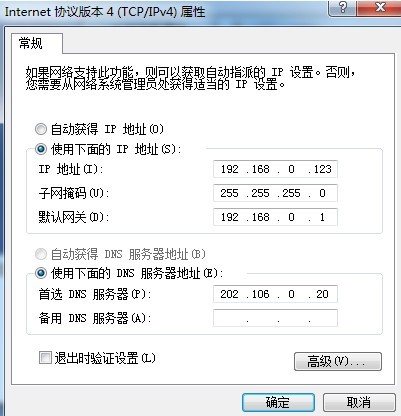 Internet 协议版本 4 (TCP/IPv4) 属性
常规
如果网络支持此功能，则可以获取自动指派的 IP 设置。否则，
您需要从网络系统管理员处获得适当的 IP 设置。
自动获得 IP 地址(O)
使用下面的 IP 地址(S):
IP 地址(I): 192 .168 . 0 .123
子网掩码(U): 255 .255 .255 . 0
默认网关(D): 192 .168 . 0 . 1
自动获得 DNS 服务器地址(B)
使用下面的 DNS 服务器地址(E):
首选 DNS 服务器(P): 202 .106 . 0 . 20
备用 DNS 服务器(A): . . .
退出时验证设置(L)
高级(V)...
确定 取消